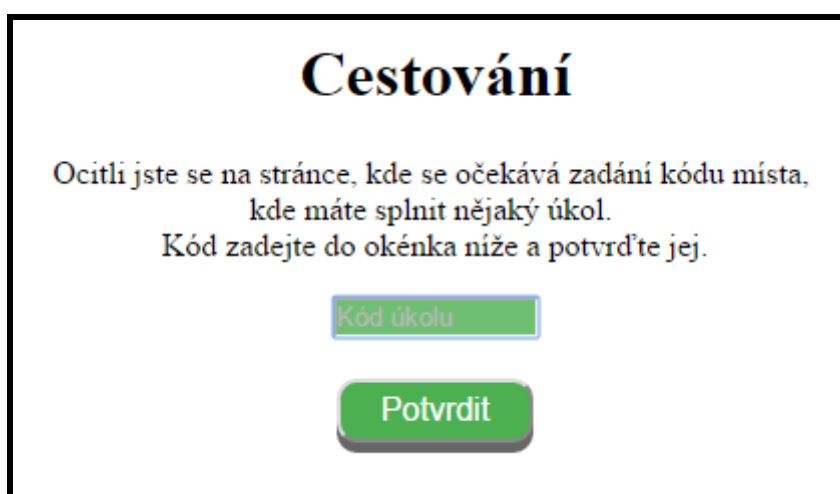 Cestování
Ocitli jste se na stránce, kde se očekává zadání kódu místa,
kde máte splnit nějaký úkol.
Kód zadejte do okénka níže a potvrďte jej.
Kód úkolu
Potvrdit